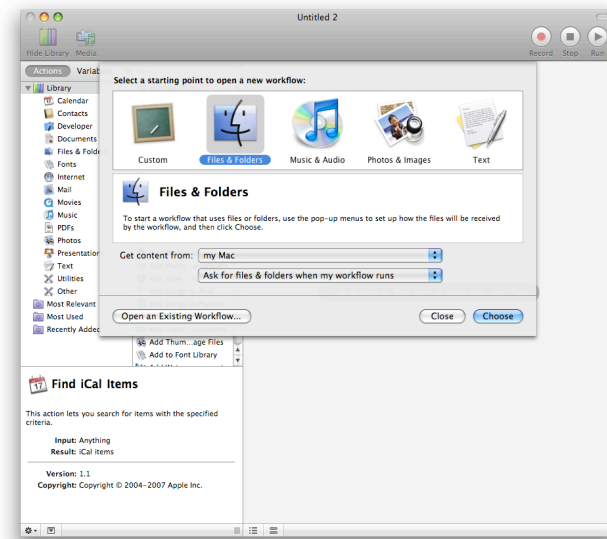 Untitled 2
Hide Library Media
Record Stop Run
Actions Variab
Select a starting point to open a new workflow:
Library
Calendar
Contacts
Developer
Documents
Files & Folde
Fonts
Internet
Mail
Movies
Music
PDFs
Photos
Presentation
Text
Utilities
Other
Most Relevant
Most Used
Recently Added
Custom Files & Folders Music & Audio Photos & Images Text
Files & Folders
To start a workflow that uses files or folders, use the pop-up menus to set up how the files will be received
by the workflow, and then click Choose.
Get content from: my Mac
Ask for files & folders when my workflow runs
Open an Existing Workflow... Close Choose
Add Thum...age Files
Add to Font Library
17 Find iCal Items
This action lets you search for items with the specified
criteria.
Input: Anything
Result: iCal items
Version: 1.1
Copyright: Copyright © 2004–2007 Apple Inc.